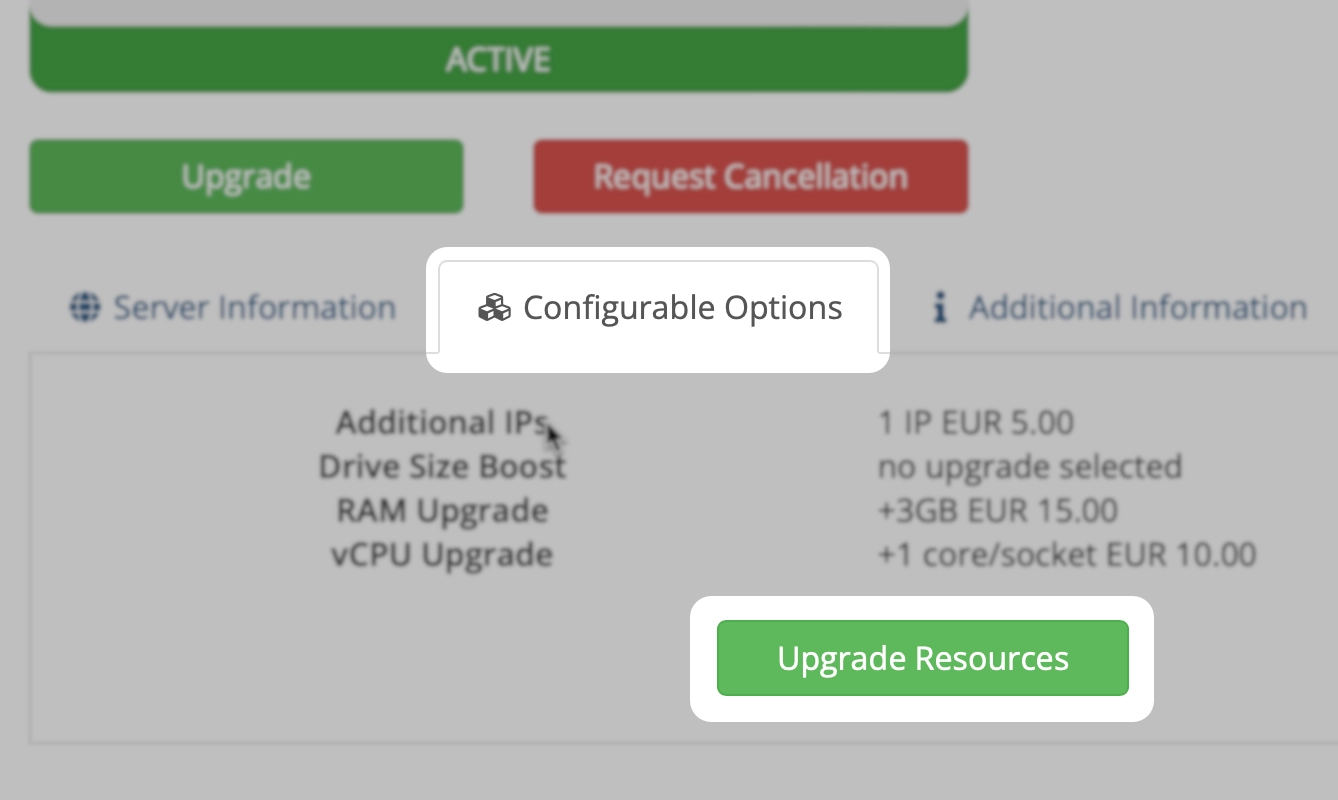 ACTIVE
Upgrade
Request Cancellation
Server Information
Configurable Options
Additional Information
Additional IPs 1 IP EUR 5.00
Drive Size Boost no upgrade selected
RAM Upgrade +3GB EUR 15.00
vCPU Upgrade +1 core/socket EUR 10.00
Upgrade Resources